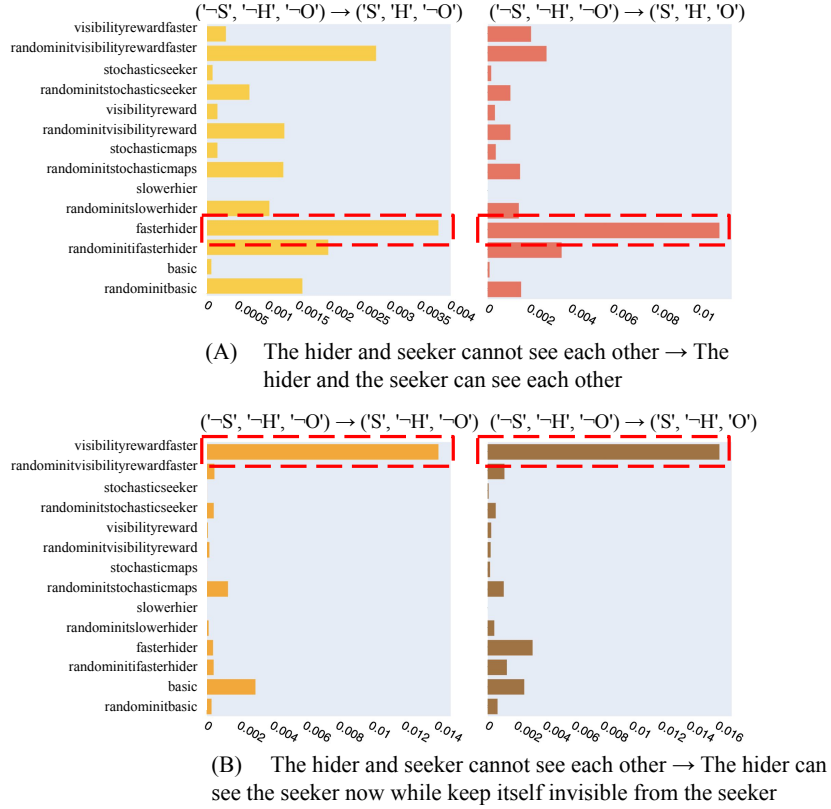 ('¬S', '¬H', '¬O') → ('S', 'H', '¬O')
('¬S', '¬H', '¬O') → ('S', 'H', 'O')
visibilityrewardfaster
randominitvisibilityrewardfaster
stochasticseeker
randominitstochasticseeker
visibilityreward
randominitvisibilityreward
stochasticmaps
randominitstochasticmaps
slowerhier
randominitslowerhider
fasterhider
randominitifasterhider
basic
randominitbasic
0 0.0005 0.001 0.0015 0.002 0.0025 0.003 0.0035 0.004
0 0.002 0.004 0.006 0.008 0.01
(A) The hider and seeker cannot see each other → The
hider and the seeker can see each other
('¬S', '¬H', '¬O') → ('S', '¬H', '¬O')
('¬S', '¬H', '¬O') → ('S', '¬H', 'O')
visibilityrewardfaster
randominitvisibilityrewardfaster
stochasticseeker
randominitstochasticseeker
visibilityreward
randominitvisibilityreward
stochasticmaps
randominitstochasticmaps
slowerhier
randominitslowerhider
fasterhider
randominitifasterhider
basic
randominitbasic
0 0.002 0.004 0.006 0.008 0.01 0.012 0.014
0 0.002 0.004 0.006 0.008 0.01 0.012 0.014 0.016
(B) The hider and seeker cannot see each other → The hider can
see the seeker now while keep itself invisible from the seeker